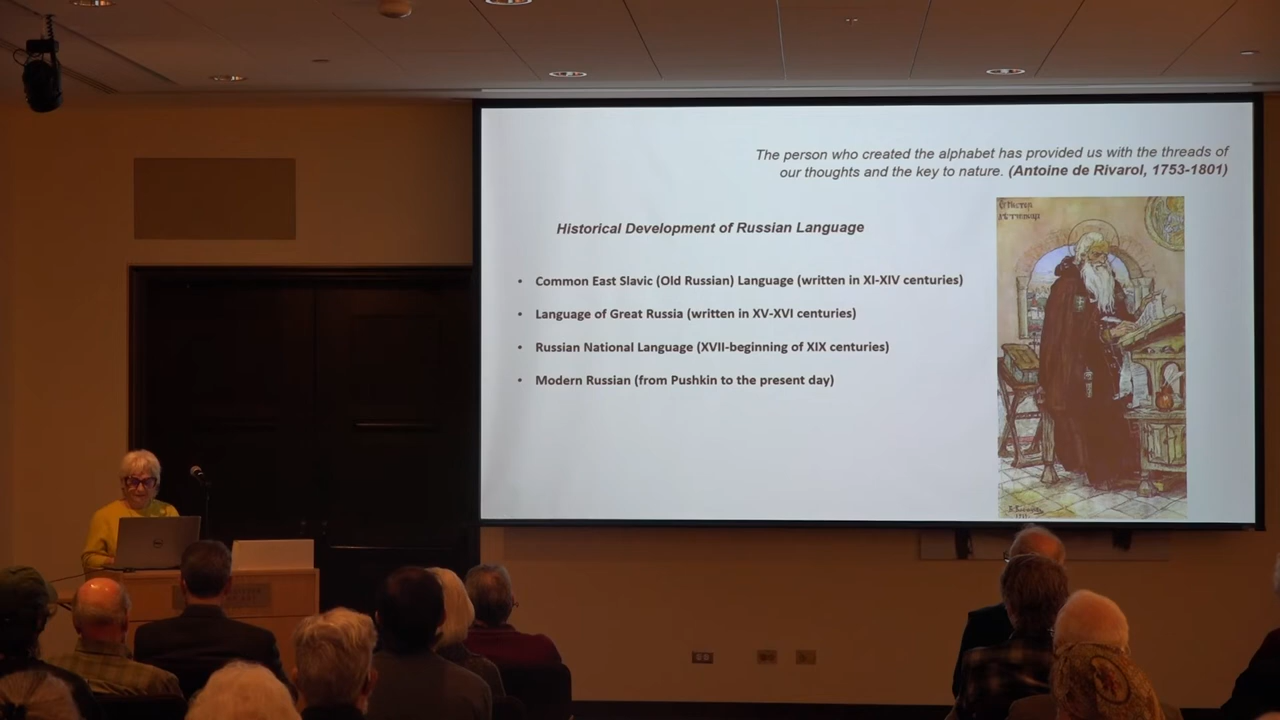 The person who created the alphabet has provided us with the threads of
our thoughts and the key to nature. (Antoine de Rivarol, 1753-1801)
Historical Development of Russian Language
• Common East Slavic (Old Russian) Language (written in XI-XIV centuries)
• Language of Great Russia (written in XV-XVI centuries)
• Russian National Language (XVII-beginning of XIX centuries)
• Modern Russian (from Pushkin to the present day)
DELL